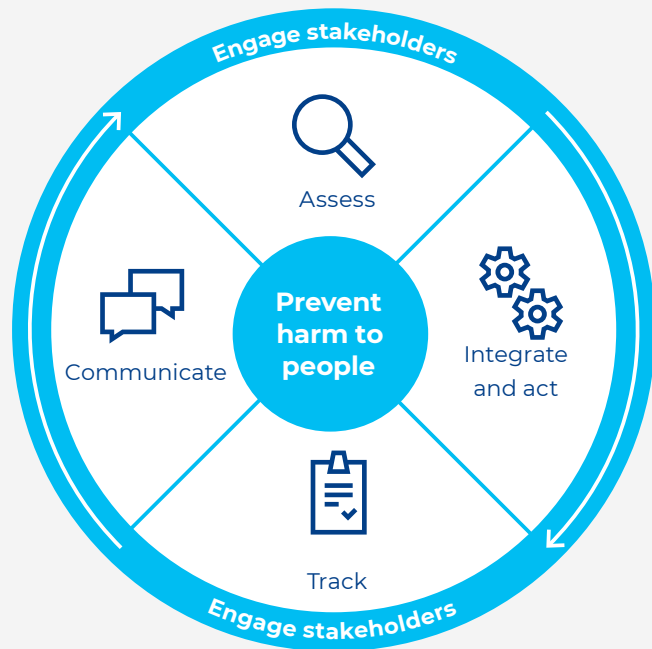 Engage stakeholders
Assess
Prevent
harm to
people
Communicate
Integrate
and act
Track
Engage stakeholders